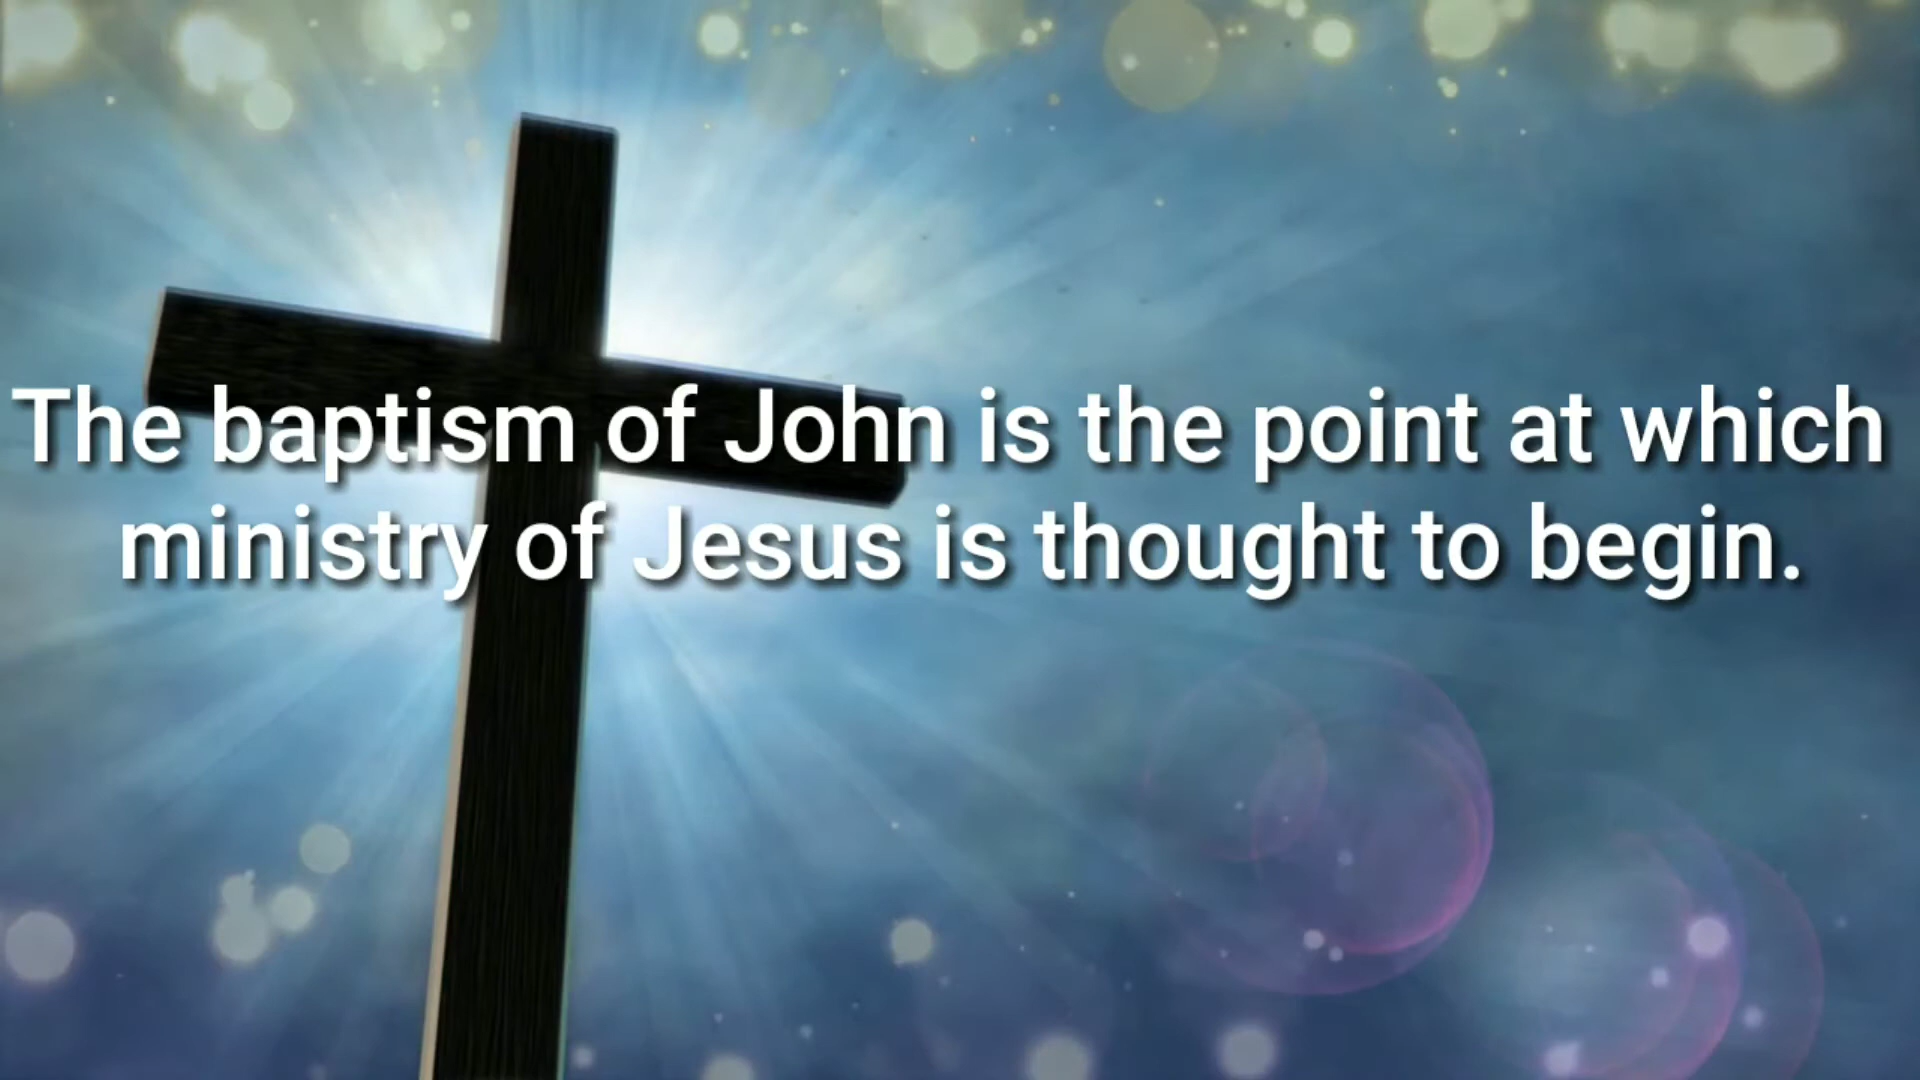 The baptism of John is the point at which
ministry of Jesus is thought to begin.